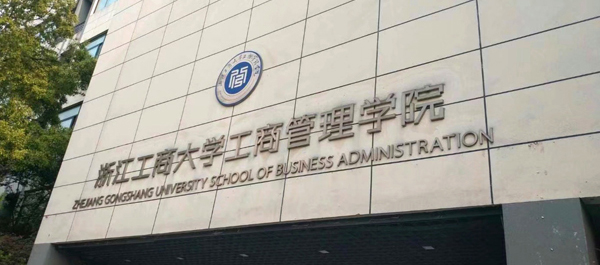 浙江工商大学工商管理学院
ZHEJIANG GONGSHANG UNIVERSITY SCHOOL OF BUSINESS ADMINISTRATION